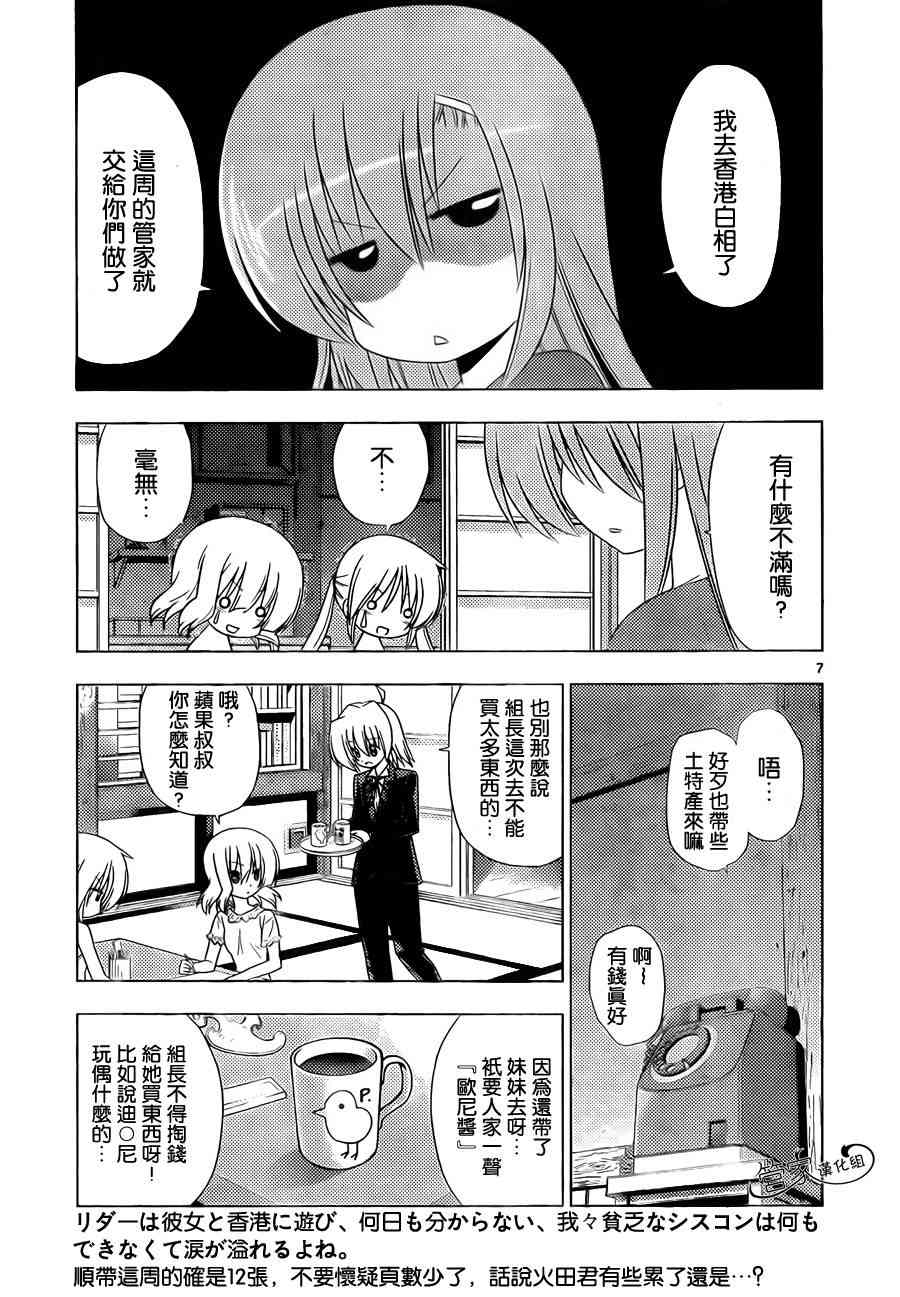 我去香港白相了
這周的管家就
交給你們做了
有什麼不滿嗎？
不…
毫無…
7
唔…
好歹也帶些
土特產來嘛
啊～
有錢眞好
也別那麼說
組長這次去不能
買太多東西的…
哦？
蘋果叔叔
你怎麼知道？
因爲還帶了
妹妹去呀…
衹要人家一聲
『歐尼醬』
P.
組長不得掏錢
給她買東西呀！
比如說迪○尼
玩偶什麼的…
管家漢化組
リダーは彼女と香港に遊び、何日も分からない、我々貧乏なシスコンは何も
できなくて涙が溢れるよね。
順帶這周的確是12張，不要懷疑頁數少了，話說火田君有些累了還是…？